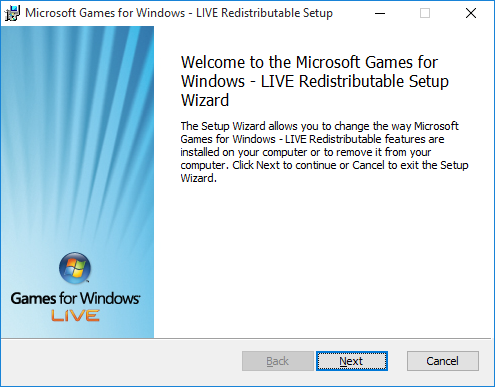 Microsoft Games for Windows - LIVE Redistributable Setup
Welcome to the Microsoft Games for
Windows - LIVE Redistributable Setup
Wizard
The Setup Wizard allows you to change the way Microsoft
Games for Windows - LIVE Redistributable features are
installed on your computer or to remove it from your
computer. Click Next to continue or Cancel to exit the Setup
Wizard.
Games for Windows®
LIVE
Back Next Cancel